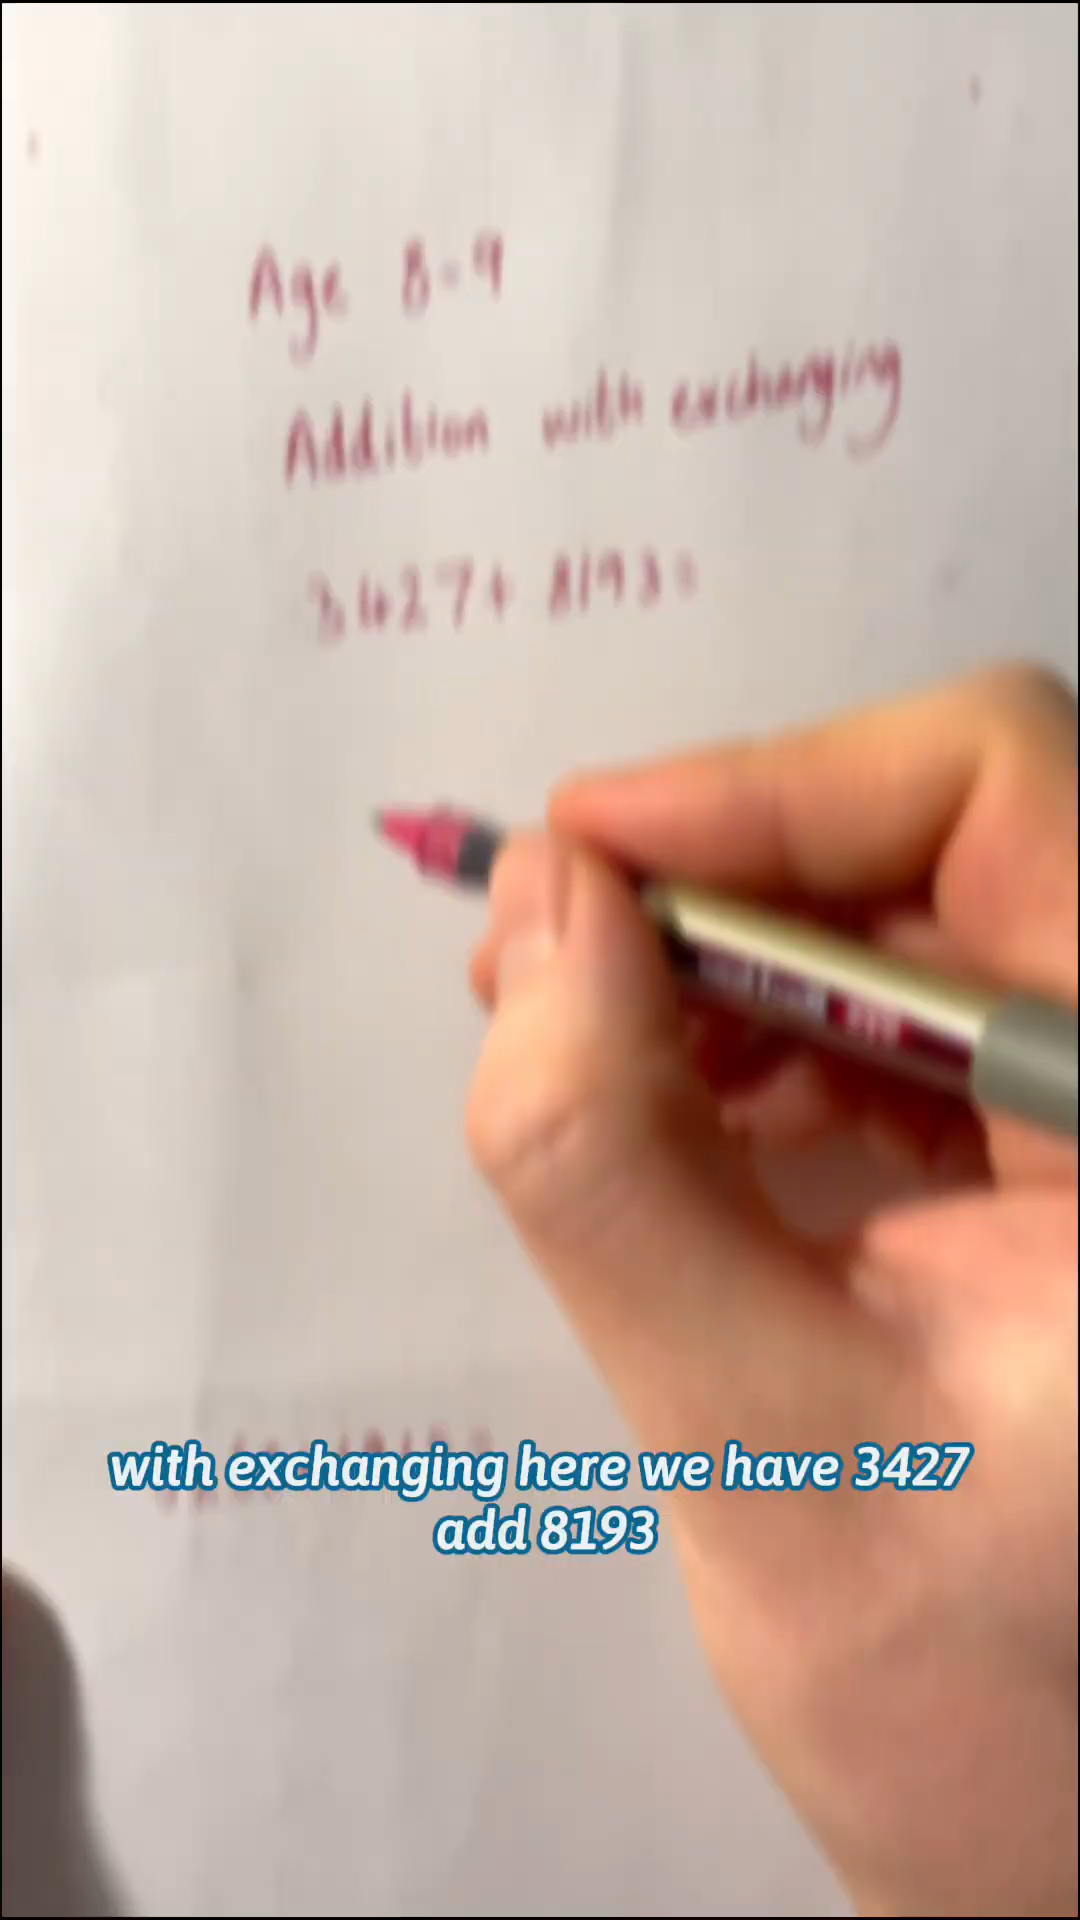 Age 8-9
Addition with exchanging
3427 + 8193=
with exchanging here we have 3427
add 8193